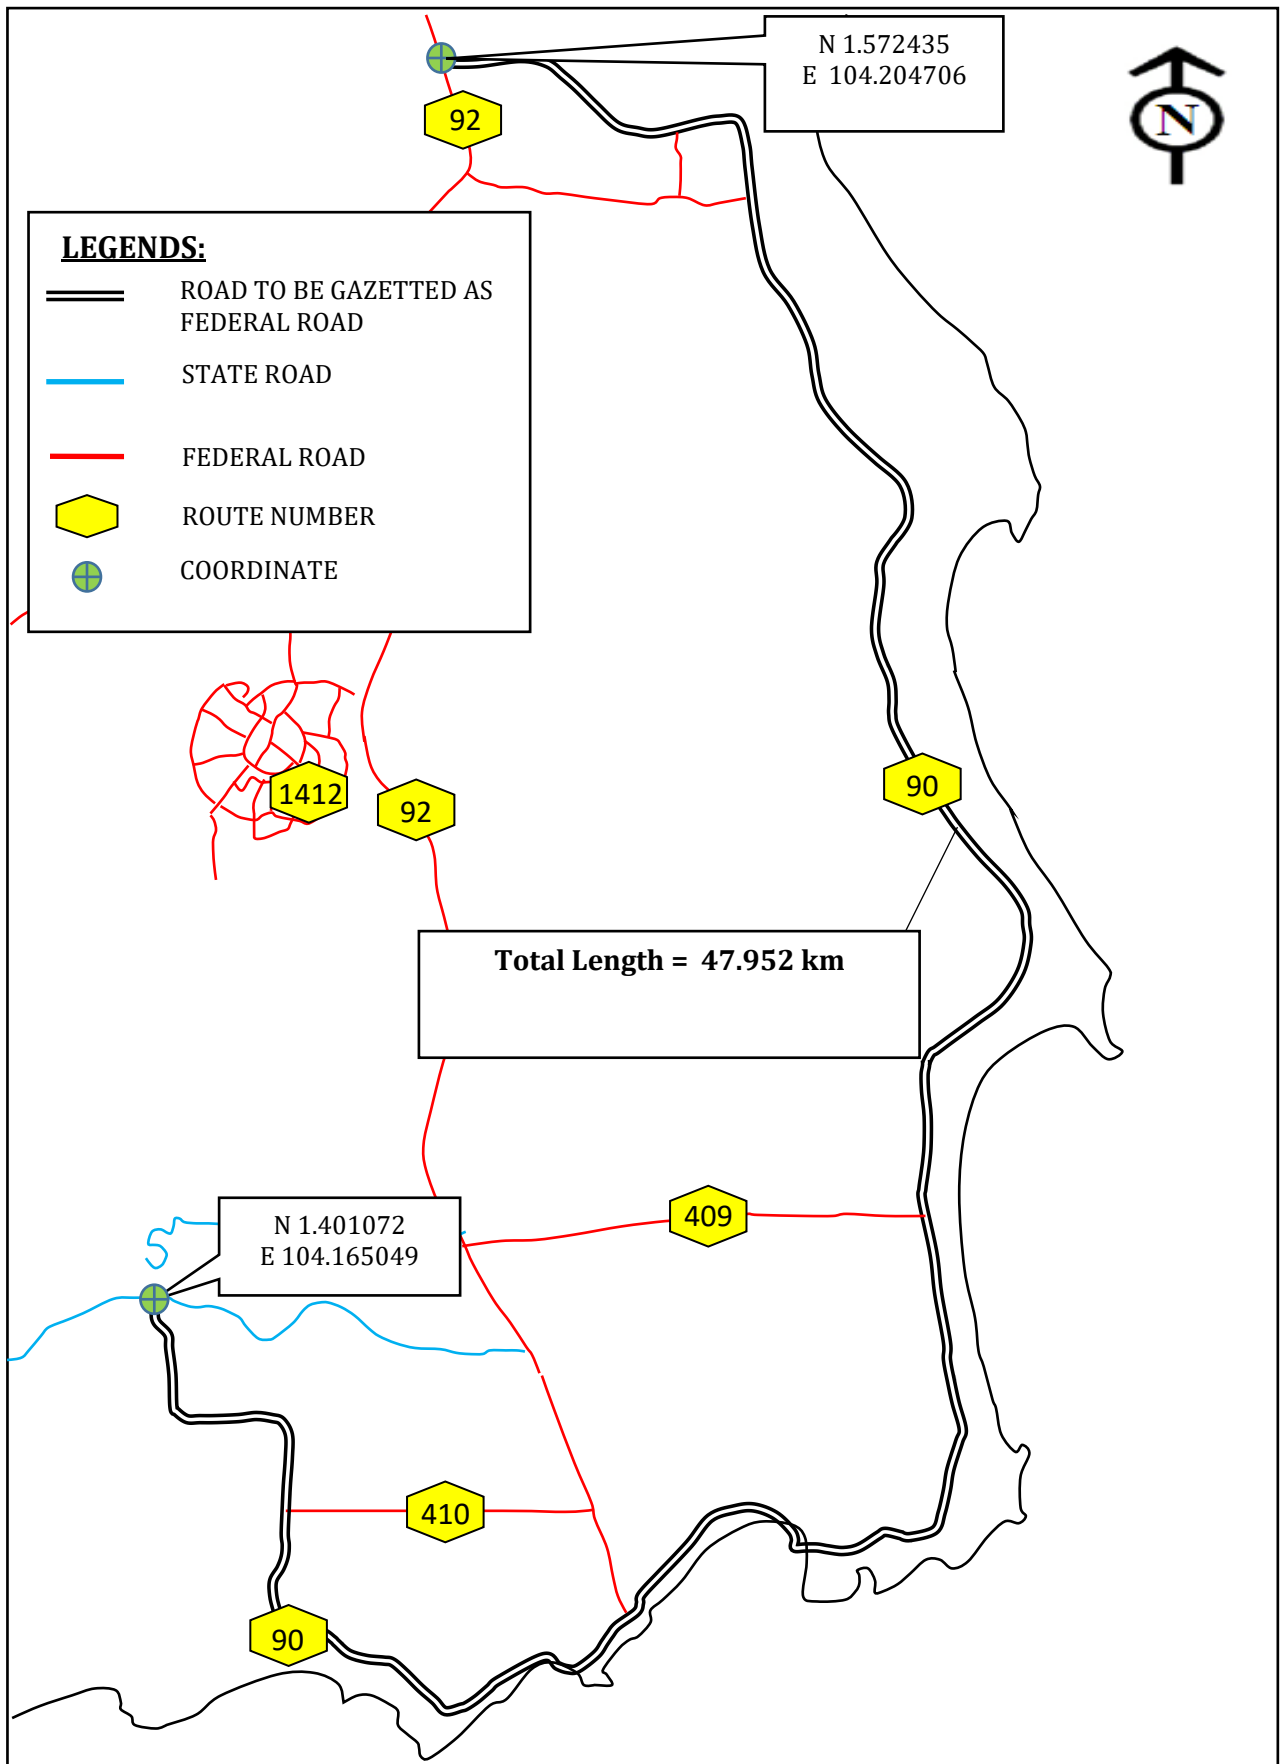 N 1.572435
E 104.204706
N
92
LEGENDS:
ROAD TO BE GAZETTED AS
FEDERAL ROAD
STATE ROAD
FEDERAL ROAD
ROUTE NUMBER
COORDINATE
1412
92
90
Total Length = 47.952 km
N 1.401072
E 104.165049
409
410
90